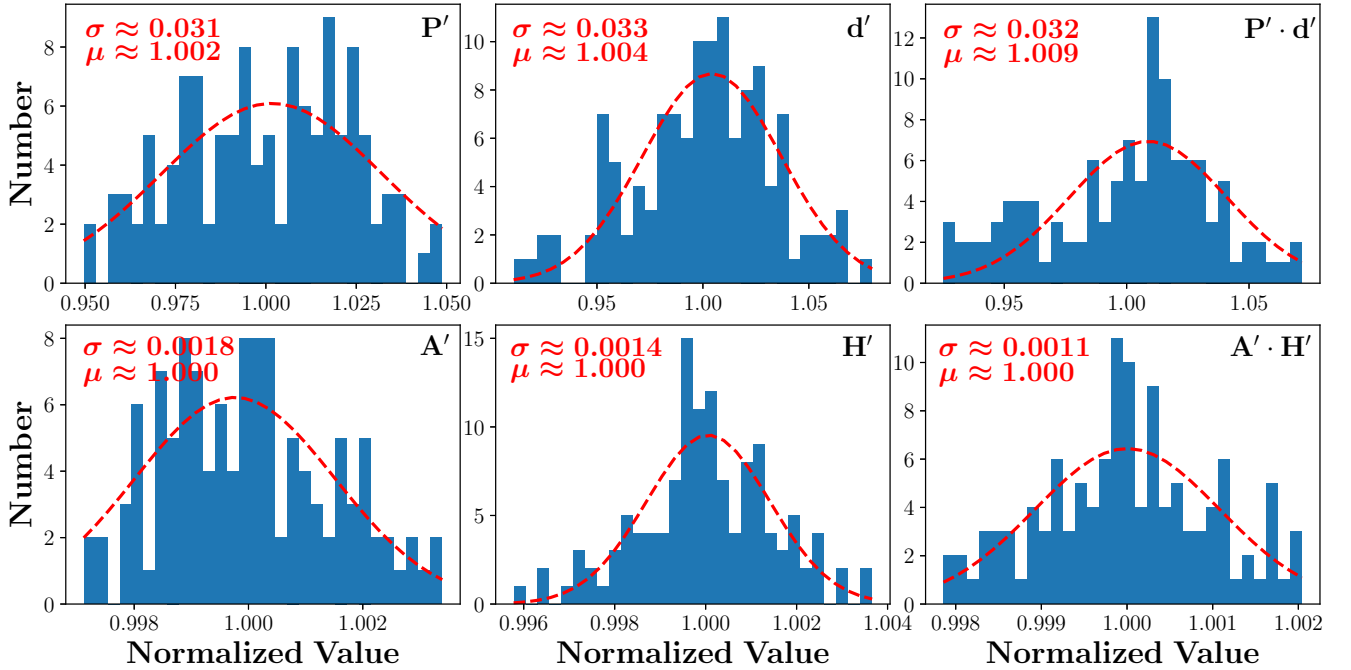 σ ≈ 0.031
μ ≈ 1.002
P′
Number
8
6
4
2
0
0.950 0.975 1.000 1.025 1.050
σ ≈ 0.033
μ ≈ 1.004
d′
10
8
6
4
2
0
0.95 1.00 1.05
σ ≈ 0.032
μ ≈ 1.009
P′ · d′
12
10
8
6
4
2
0
0.95 1.00 1.05
σ ≈ 0.0018
μ ≈ 1.000
A′
Number
8
6
4
2
0
0.998 1.000 1.002
Normalized Value
σ ≈ 0.0014
μ ≈ 1.000
H′
15
10
5
0
0.996 0.998 1.000 1.002 1.004
Normalized Value
σ ≈ 0.0011
μ ≈ 1.000
A′ · H′
10
8
6
4
2
0
0.998 0.999 1.000 1.001 1.002
Normalized Value